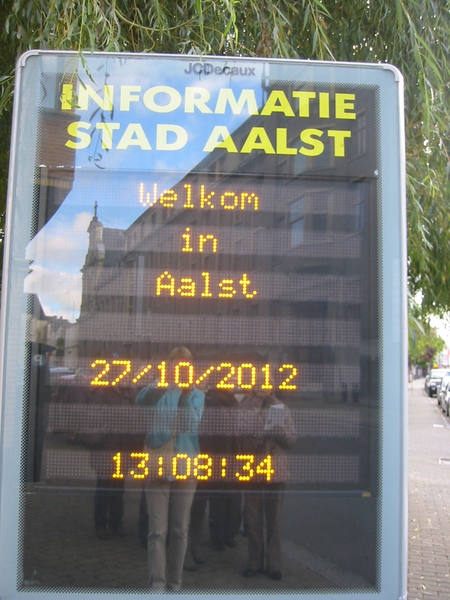 JCDecaux
INFORMATIE
STAD AALST
Welkom
in
Aalst
27/10/2012
13:08:34